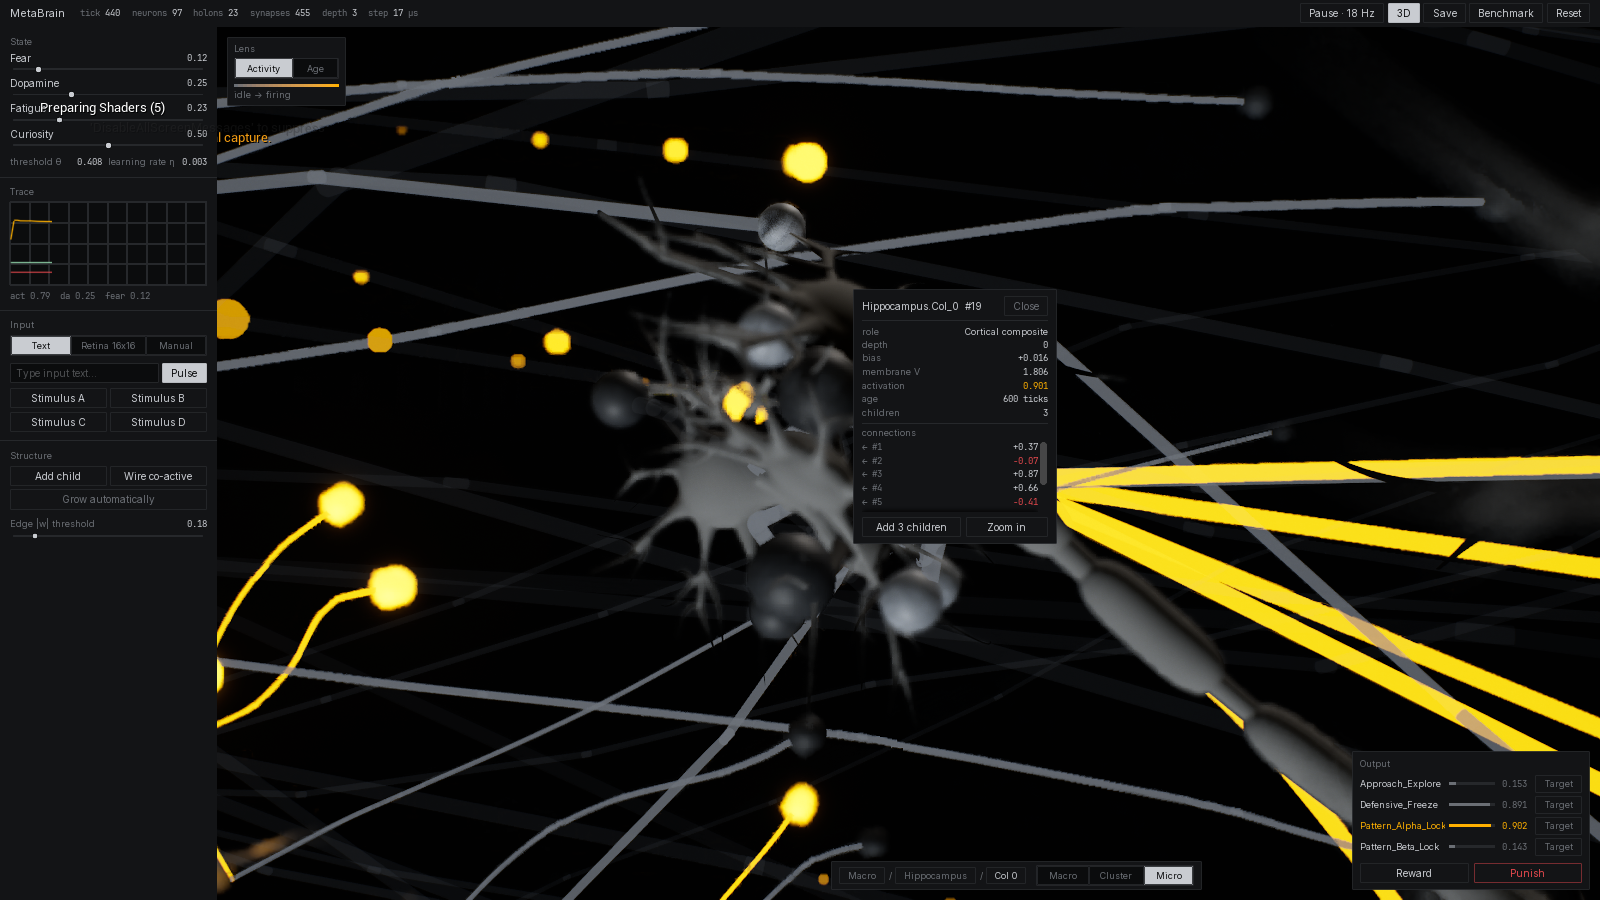 MetaBrain tick 440 neurons 97 holons 23 synapses 455 depth 3 step 17 µs Pause · 18 Hz 3D Save Benchmark Reset
State
Fear 0.12
Dopamine 0.25
Preparing Shaders (5) 0.23
Curiosity 0.50
l capture.
threshold θ 0.408 learning rate η 0.003
Trace
act 0.79 da 0.25 fear 0.12
Input
Text Retina 16x16 Manual
Type input text... Pulse
Stimulus A Stimulus B
Stimulus C Stimulus D
Structure
Add child Wire co-active
Grow automatically
Edge |w| threshold 0.18
Lens
Activity Age
idle → firing
Hippocampus.Col_0 #19 Close
role Cortical composite
depth 0
bias +0.016
membrane V 1.806
activation 0.901
age 600 ticks
children 3
connections
← #1 +0.37
← #2 -0.07
← #3 +0.87
← #4 +0.66
← #5 -0.41
Add 3 children Zoom in
Output
Approach_Explore 0.153 Target
Defensive_Freeze 0.891 Target
Pattern_Alpha_Lock 0.902 Target
Pattern_Beta_Lock 0.143 Target
Reward Punish
Macro / Hippocampus / Col 0 Macro Cluster Micro